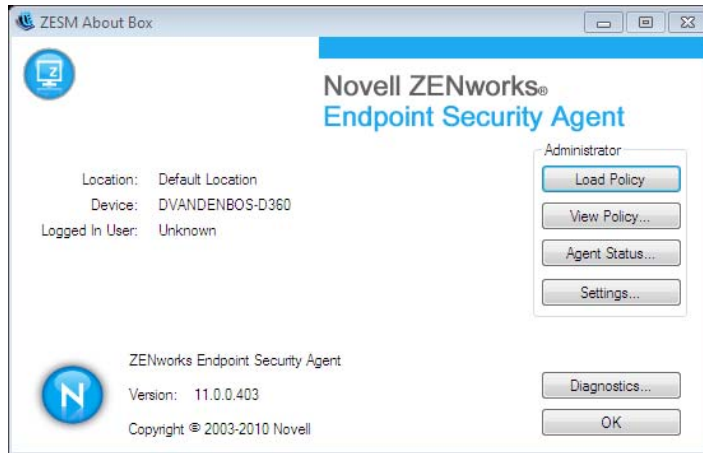 ZESM About Box
Z
Novell ZENworks®
Endpoint Security Agent
Administrator
Load Policy
View Policy...
Agent Status...
Settings...
Location: Default Location
Device: DVANDENBOS-D360
Logged In User: Unknown
N
ZENworks Endpoint Security Agent
Version: 11.0.0.403
Copyright © 2003-2010 Novell
Diagnostics...
OK